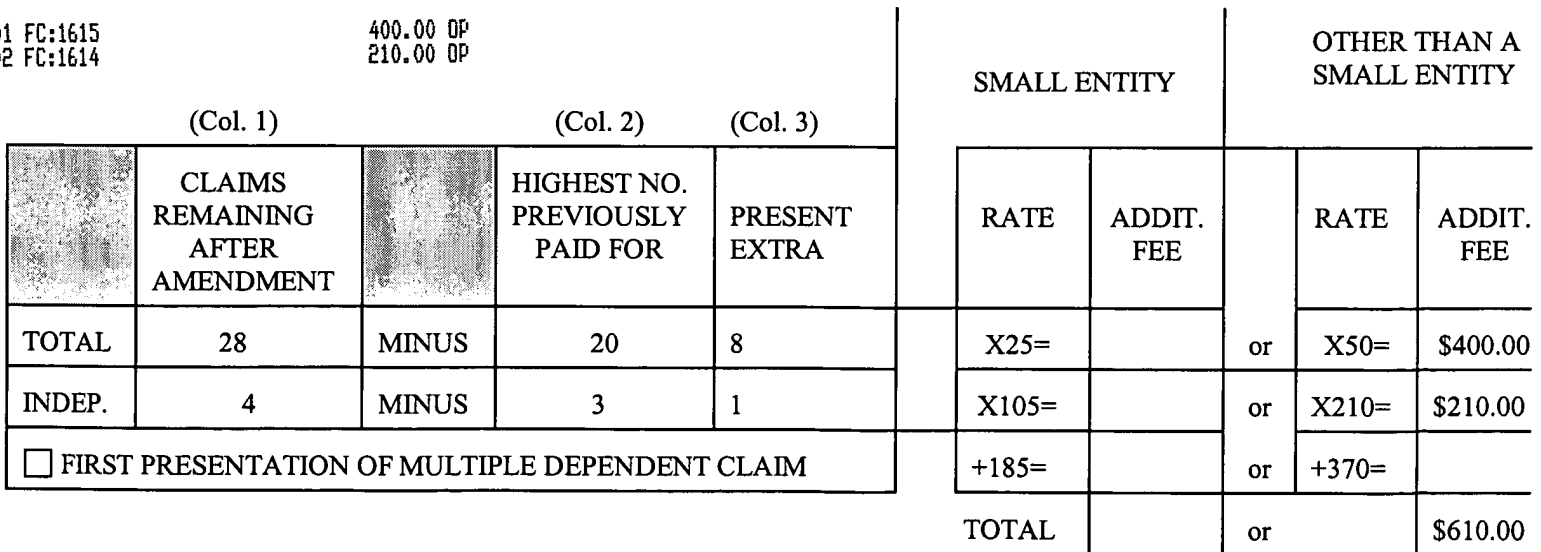 1 FC:1615 400.00 OP
2 FC:1614 210.00 OP
SMALL ENTITY
OTHER THAN A
SMALL ENTITY
(Col. 1) (Col. 2) (Col. 3)
CLAIMS
REMAINING
AFTER
AMENDMENT
HIGHEST NO.
PREVIOUSLY
PAID FOR
PRESENT
EXTRA
RATE
ADDIT.
FEE
RATE
ADDIT.
FEE
TOTAL 28 MINUS 20 8 X25= or X50= $400.00
INDEP. 4 MINUS 3 1 X105= or X210= $210.00
FIRST PRESENTATION OF MULTIPLE DEPENDENT CLAIM +185= or +370=
TOTAL or $610.00